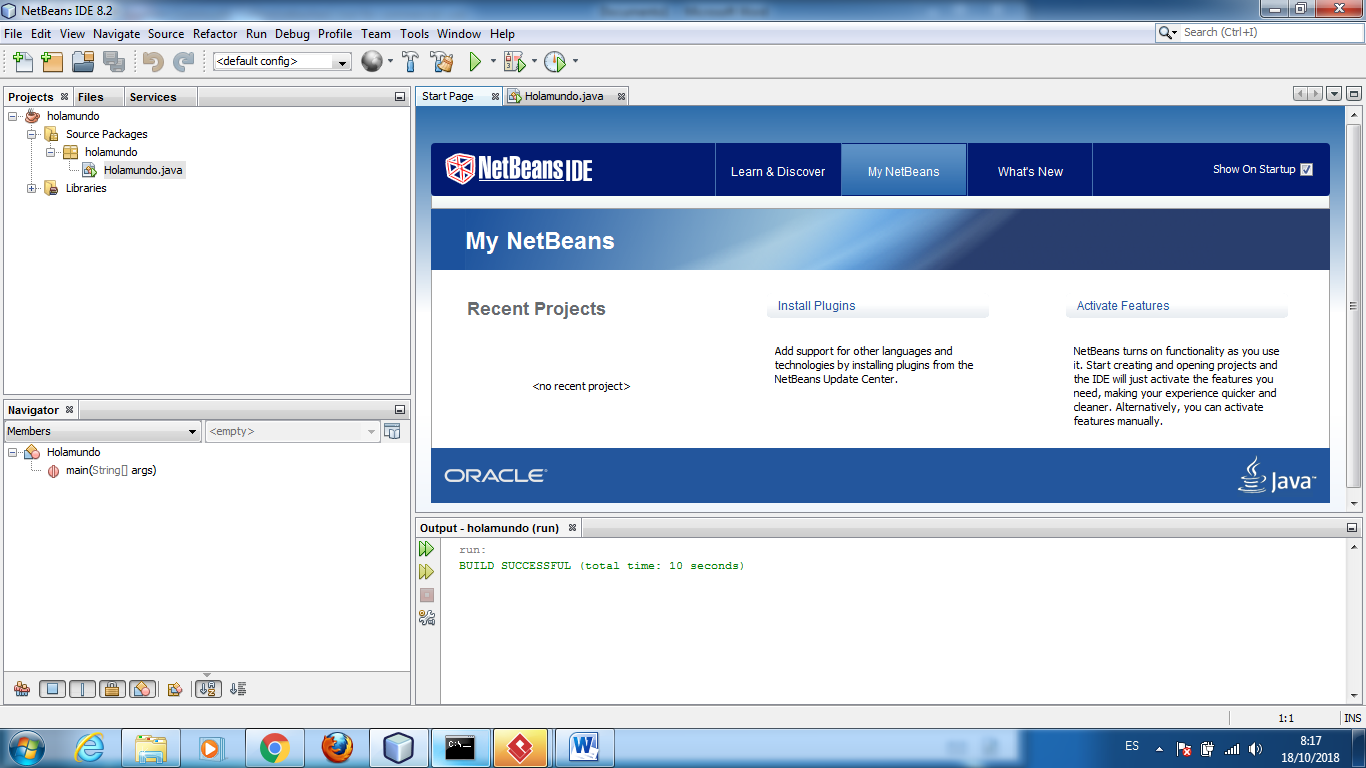 NetBeans IDE 8.2
File Edit View Navigate Source Refactor Run Debug Profile Team Tools Window Help
Search (Ctrl+I)
<default config>
Projects Files Services
holamundo
Source Packages
holamundo
Holamundo.java
Libraries
Navigator
Members
<empty>
Holamundo
main(String[] args)
Start Page Holamundo.java
NetBeans IDE
Learn & Discover
My NetBeans
What's New
Show On Startup
My NetBeans
Recent Projects
<no recent project>
Install Plugins
Add support for other languages and
technologies by installing plugins from the
NetBeans Update Center.
Activate Features
NetBeans turns on functionality as you use
it. Start creating and opening projects and
the IDE will just activate the features you
need, making your experience quicker and
cleaner. Alternatively, you can activate
features manually.
ORACLE
Java
Output - holamundo (run)
run:
BUILD SUCCESSFUL (total time: 10 seconds)
1:1 INS
ES
8:17
18/10/2018